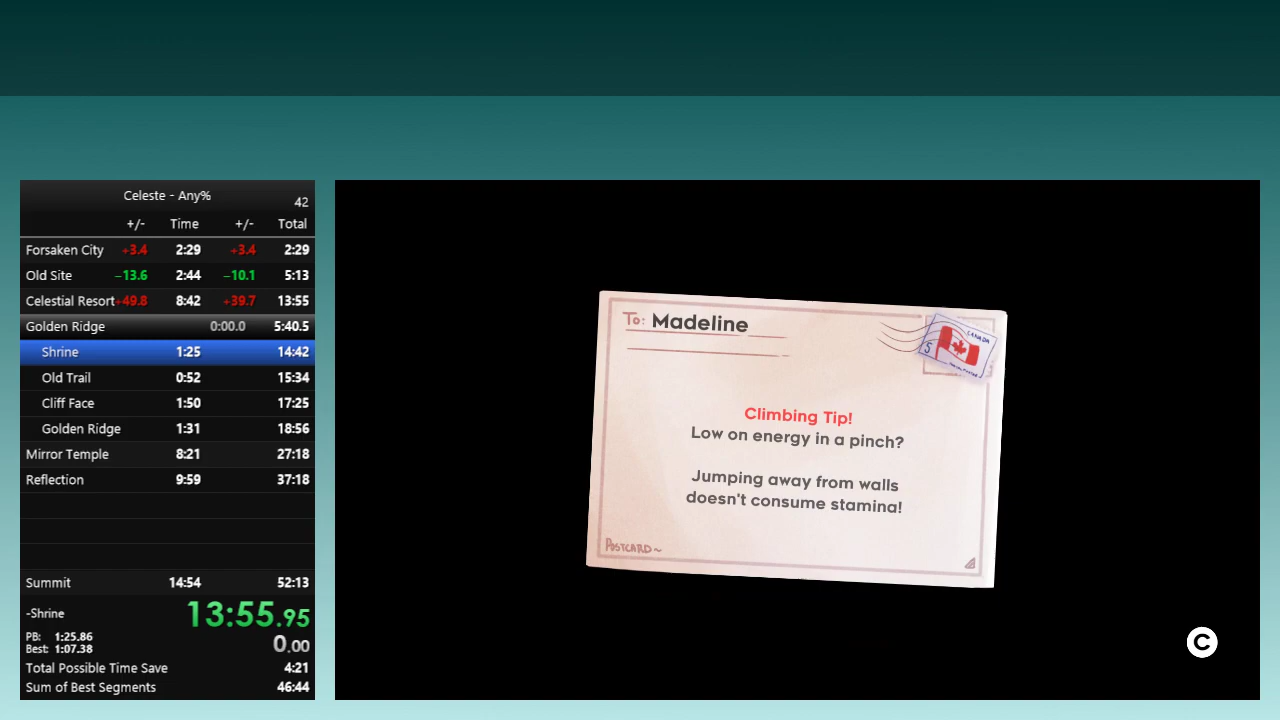 Celeste - Any%
42
+/- Time +/- Total
Forsaken City +3.4 2:29 +3.4 2:29
Old Site −13.6 2:44 −10.1 5:13
Celestial Resort +49.8 8:42 +39.7 13:55
Golden Ridge 0:00.0 5:40.5
Shrine 1:25 14:42
Old Trail 0:52 15:34
Cliff Face 1:50 17:25
Golden Ridge 1:31 18:56
Mirror Temple 8:21 27:18
Reflection 9:59 37:18
Summit 14:54 52:13
-Shrine 13:55.95
PB: 1:25.86
Best: 1:07.38
0.00
Total Possible Time Save 4:21
Sum of Best Segments 46:44
To: Madeline
CANADA
5
Climbing Tip!
Low on energy in a pinch?
Jumping away from walls
doesn't consume stamina!
POSTCARD~
C